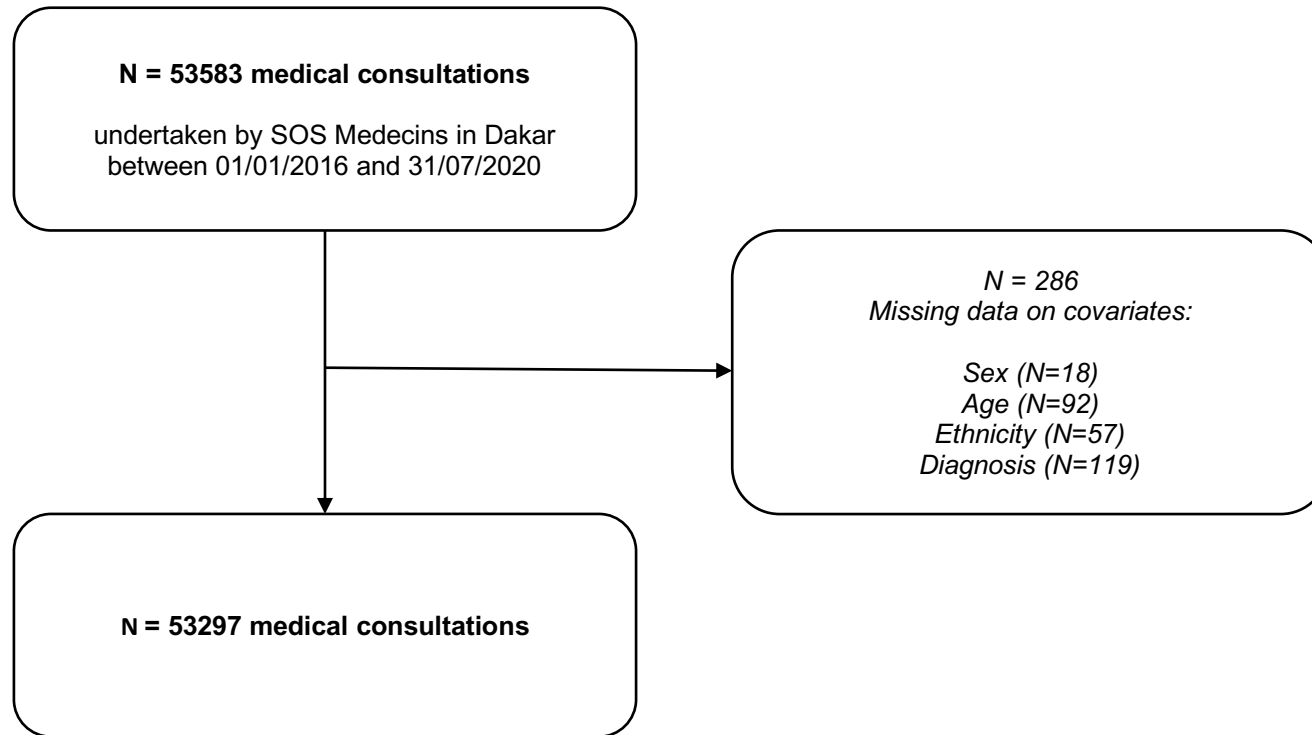 N = 53583 medical consultations
undertaken by SOS Medecins in Dakar
between 01/01/2016 and 31/07/2020
N = 286
Missing data on covariates:
Sex (N=18)
Age (N=92)
Ethnicity (N=57)
Diagnosis (N=119)
N = 53297 medical consultations